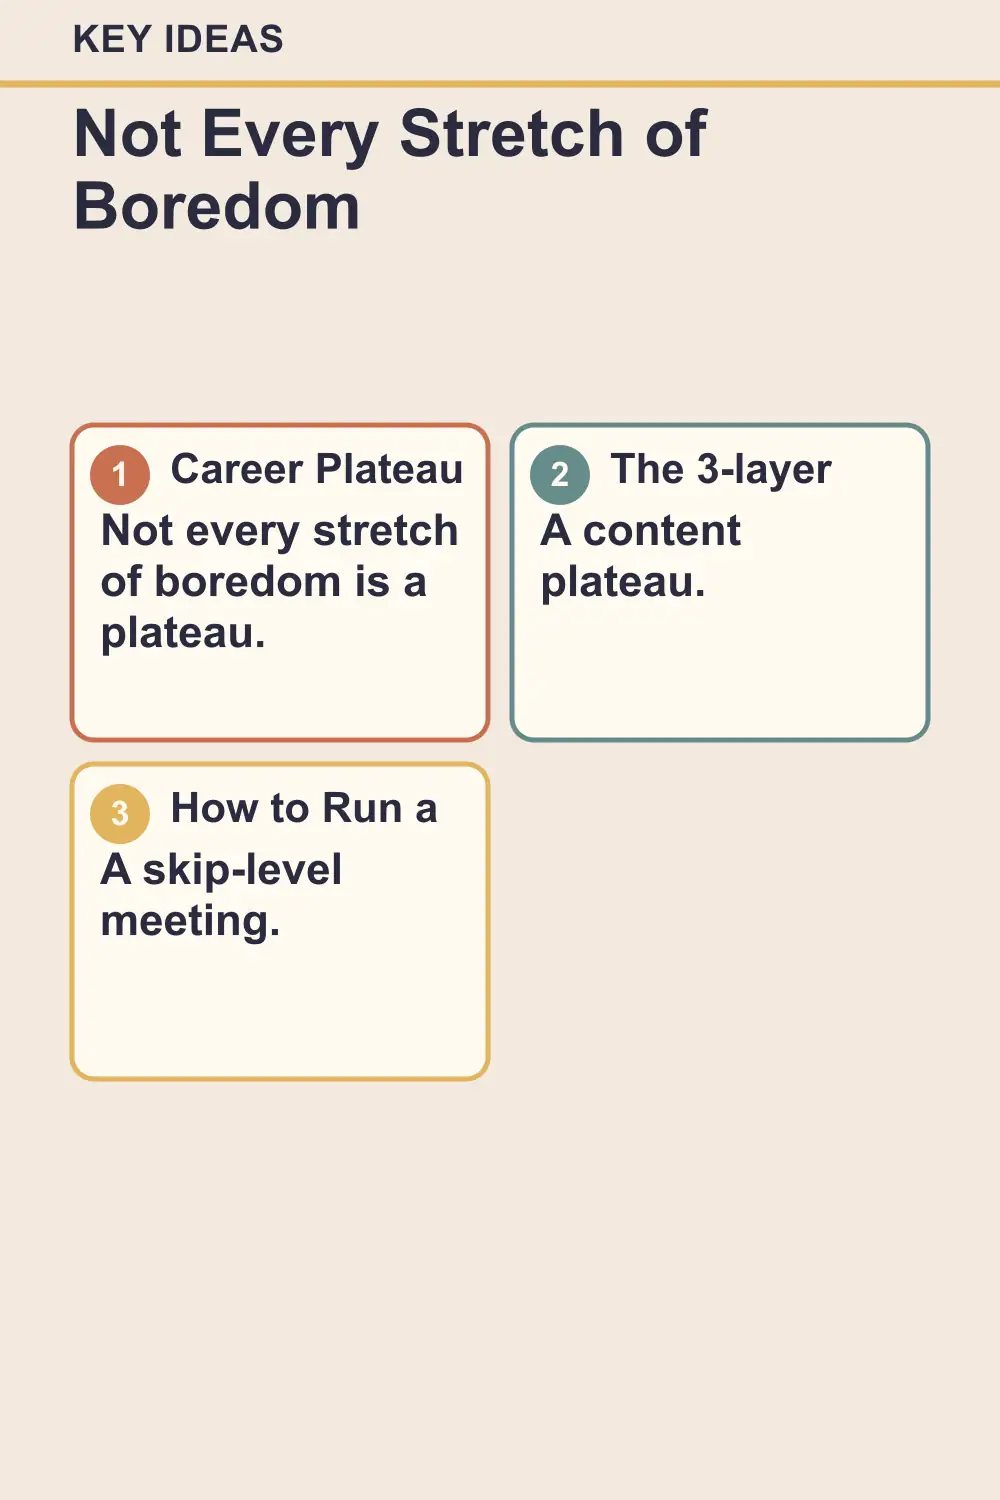 KEY IDEAS
Not Every Stretch of
Boredom
1 Career Plateau
Not every stretch
of boredom is a
plateau.
2 The 3-layer
A content
plateau.
3 How to Run a
A skip-level
meeting.